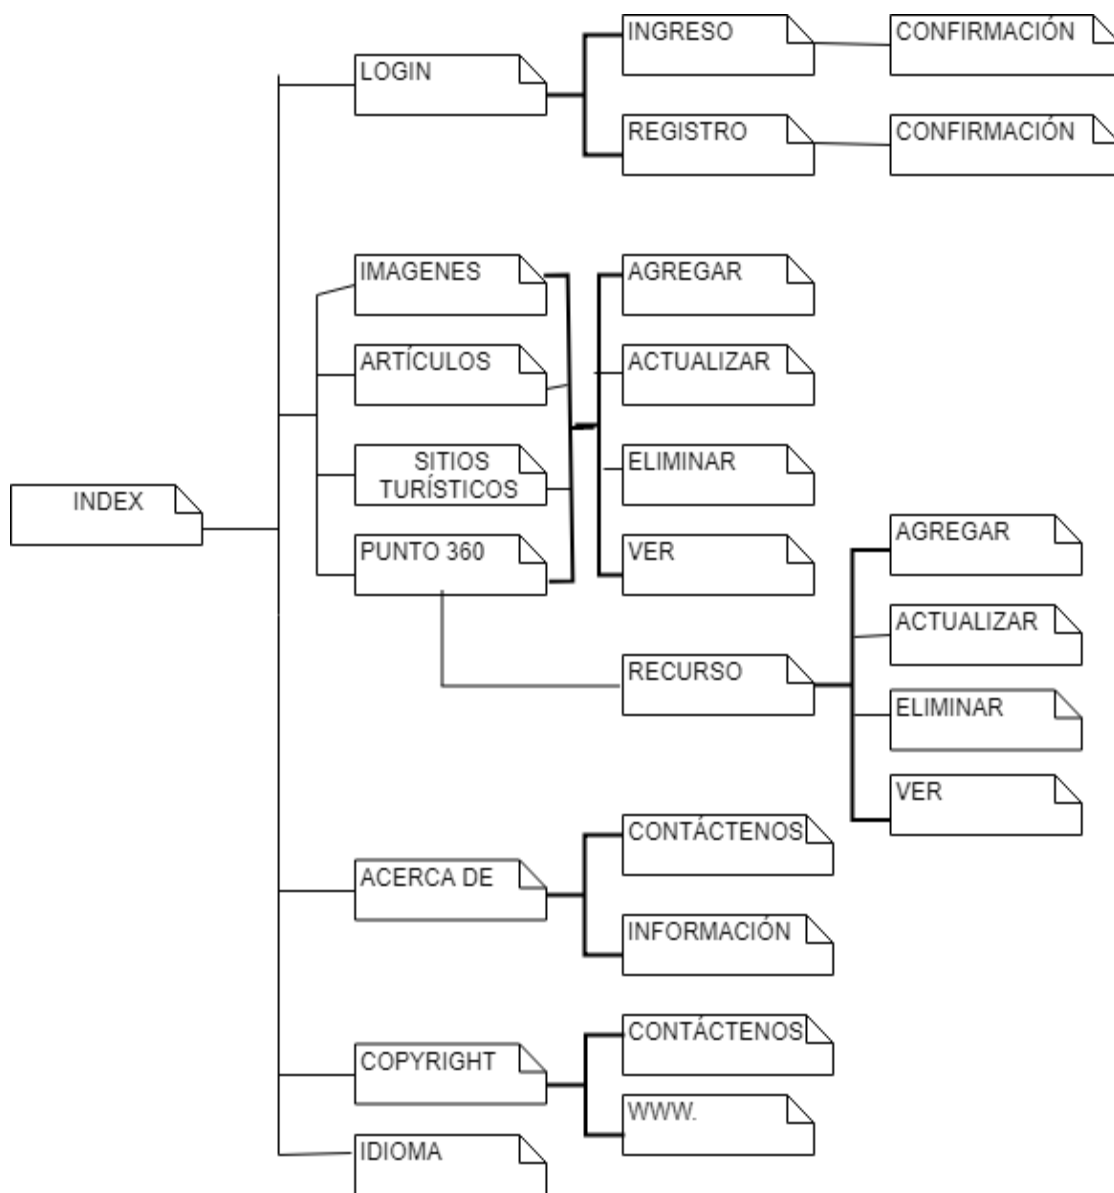 INGRESO
CONFIRMACIÓN
LOGIN
REGISTRO
CONFIRMACIÓN
IMAGENES
AGREGAR
ARTÍCULOS
ACTUALIZAR
SITIOS
TURÍSTICOS
ELIMINAR
INDEX
PUNTO 360
VER
AGREGAR
ACTUALIZAR
RECURSO
ELIMINAR
VER
CONTÁCTENOS
ACERCA DE
INFORMACIÓN
CONTÁCTENOS
COPYRIGHT
WWW.
IDIOMA